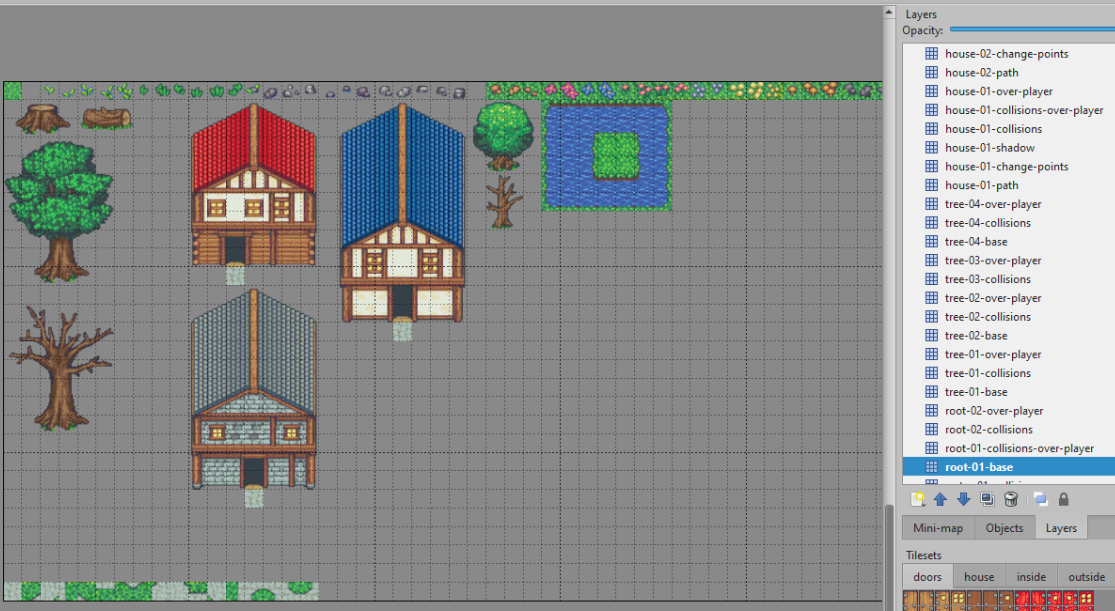 Layers
Opacity:
house-02-change-points
house-02-path
house-01-over-player
house-01-collisions-over-player
house-01-collisions
house-01-shadow
house-01-change-points
house-01-path
tree-04-over-player
tree-04-collisions
tree-04-base
tree-03-over-player
tree-03-collisions
tree-02-over-player
tree-02-collisions
tree-02-base
tree-01-over-player
tree-01-collisions
tree-01-base
root-02-over-player
root-02-collisions
root-01-collisions-over-player
root-01-base
Mini-map Objects Layers
Tilesets
doors house inside outside